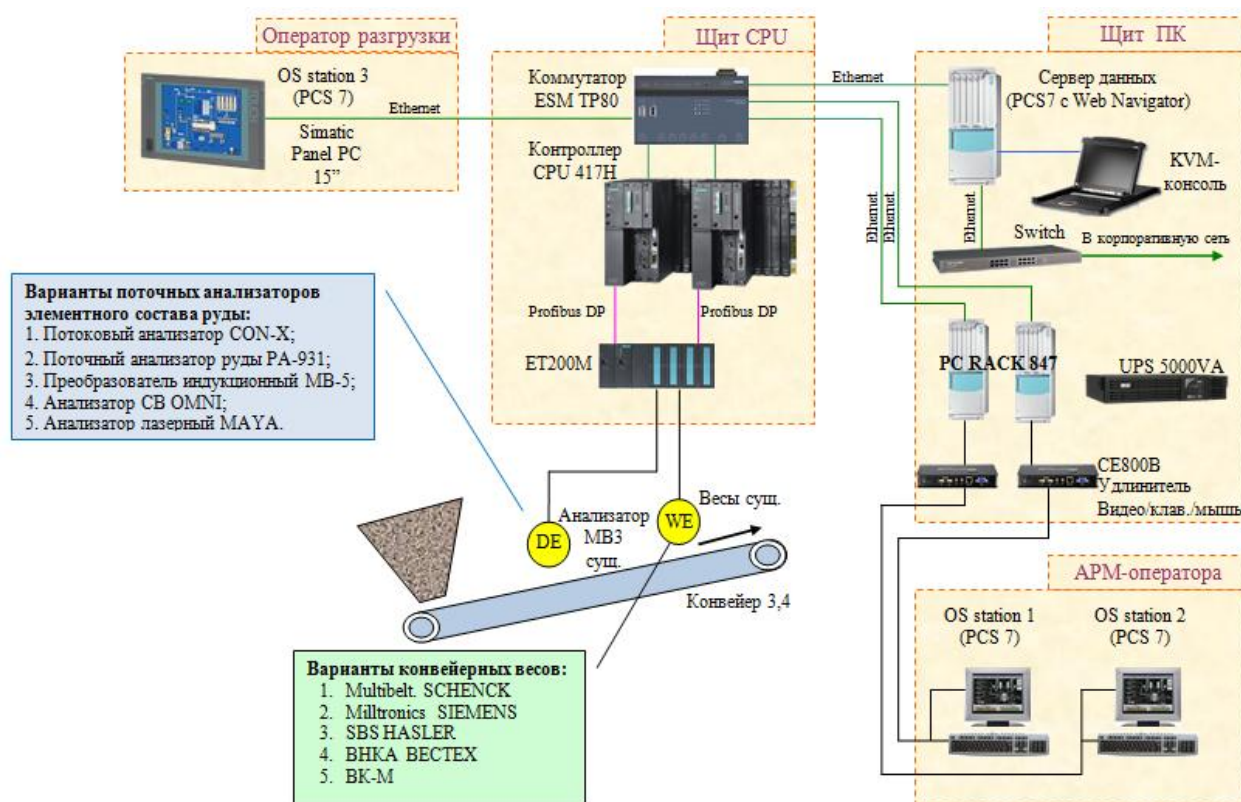 Оператор разгрузки
OS station 3
(PCS 7)
Simatic
Panel PC
15”
Ethernet
Щит CPU
Коммутатор
ESM TP80
Контроллер
CPU 417H
Profibus DP
Profibus DP
ET200M
Щит ПК
Ethernet
Сервер данных
(PCS7 с Web Navigator)
KVM-
консоль
Ethernet
Ethernet
Ethernet
Switch
В корпоративную сеть
PC RACK 847
UPS 5000VA
CE800B
Удлинитель
Видео/клав./мышь
Варианты поточных анализаторов
элементного состава руды:
1. Потоковый анализатор CON-X;
2. Поточный анализатор руды РА-931;
3. Преобразователь индукционный МВ-5;
4. Анализатор CB OMNI;
5. Анализатор лазерный MAYA.
DE
Анализатор
МВ3
сущ.
WE
Весы сущ.
Конвейер 3,4
Варианты конвейерных весов:
1. Multibelt. SCHENCK
2. Milltronics SIEMENS
3. SBS HASLER
4. ВНКА ВЕСТЕХ
5. ВК-М
АРМ-оператора
OS station 1
(PCS 7)
OS station 2
(PCS 7)